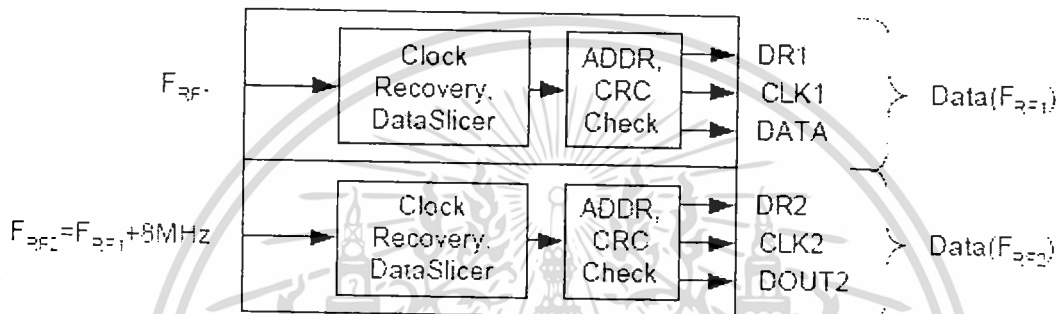 Clock
Recovery,
DataSlicer
ADDR,
CRC
Check
DR1
CLK1
DATA
F_RF1
Data(F_RF1)
Clock
Recovery,
DataSlicer
ADDR,
CRC
Check
DR2
CLK2
DOUT2
F_RF2=F_RF1+8MHz
Data(F_RF2)